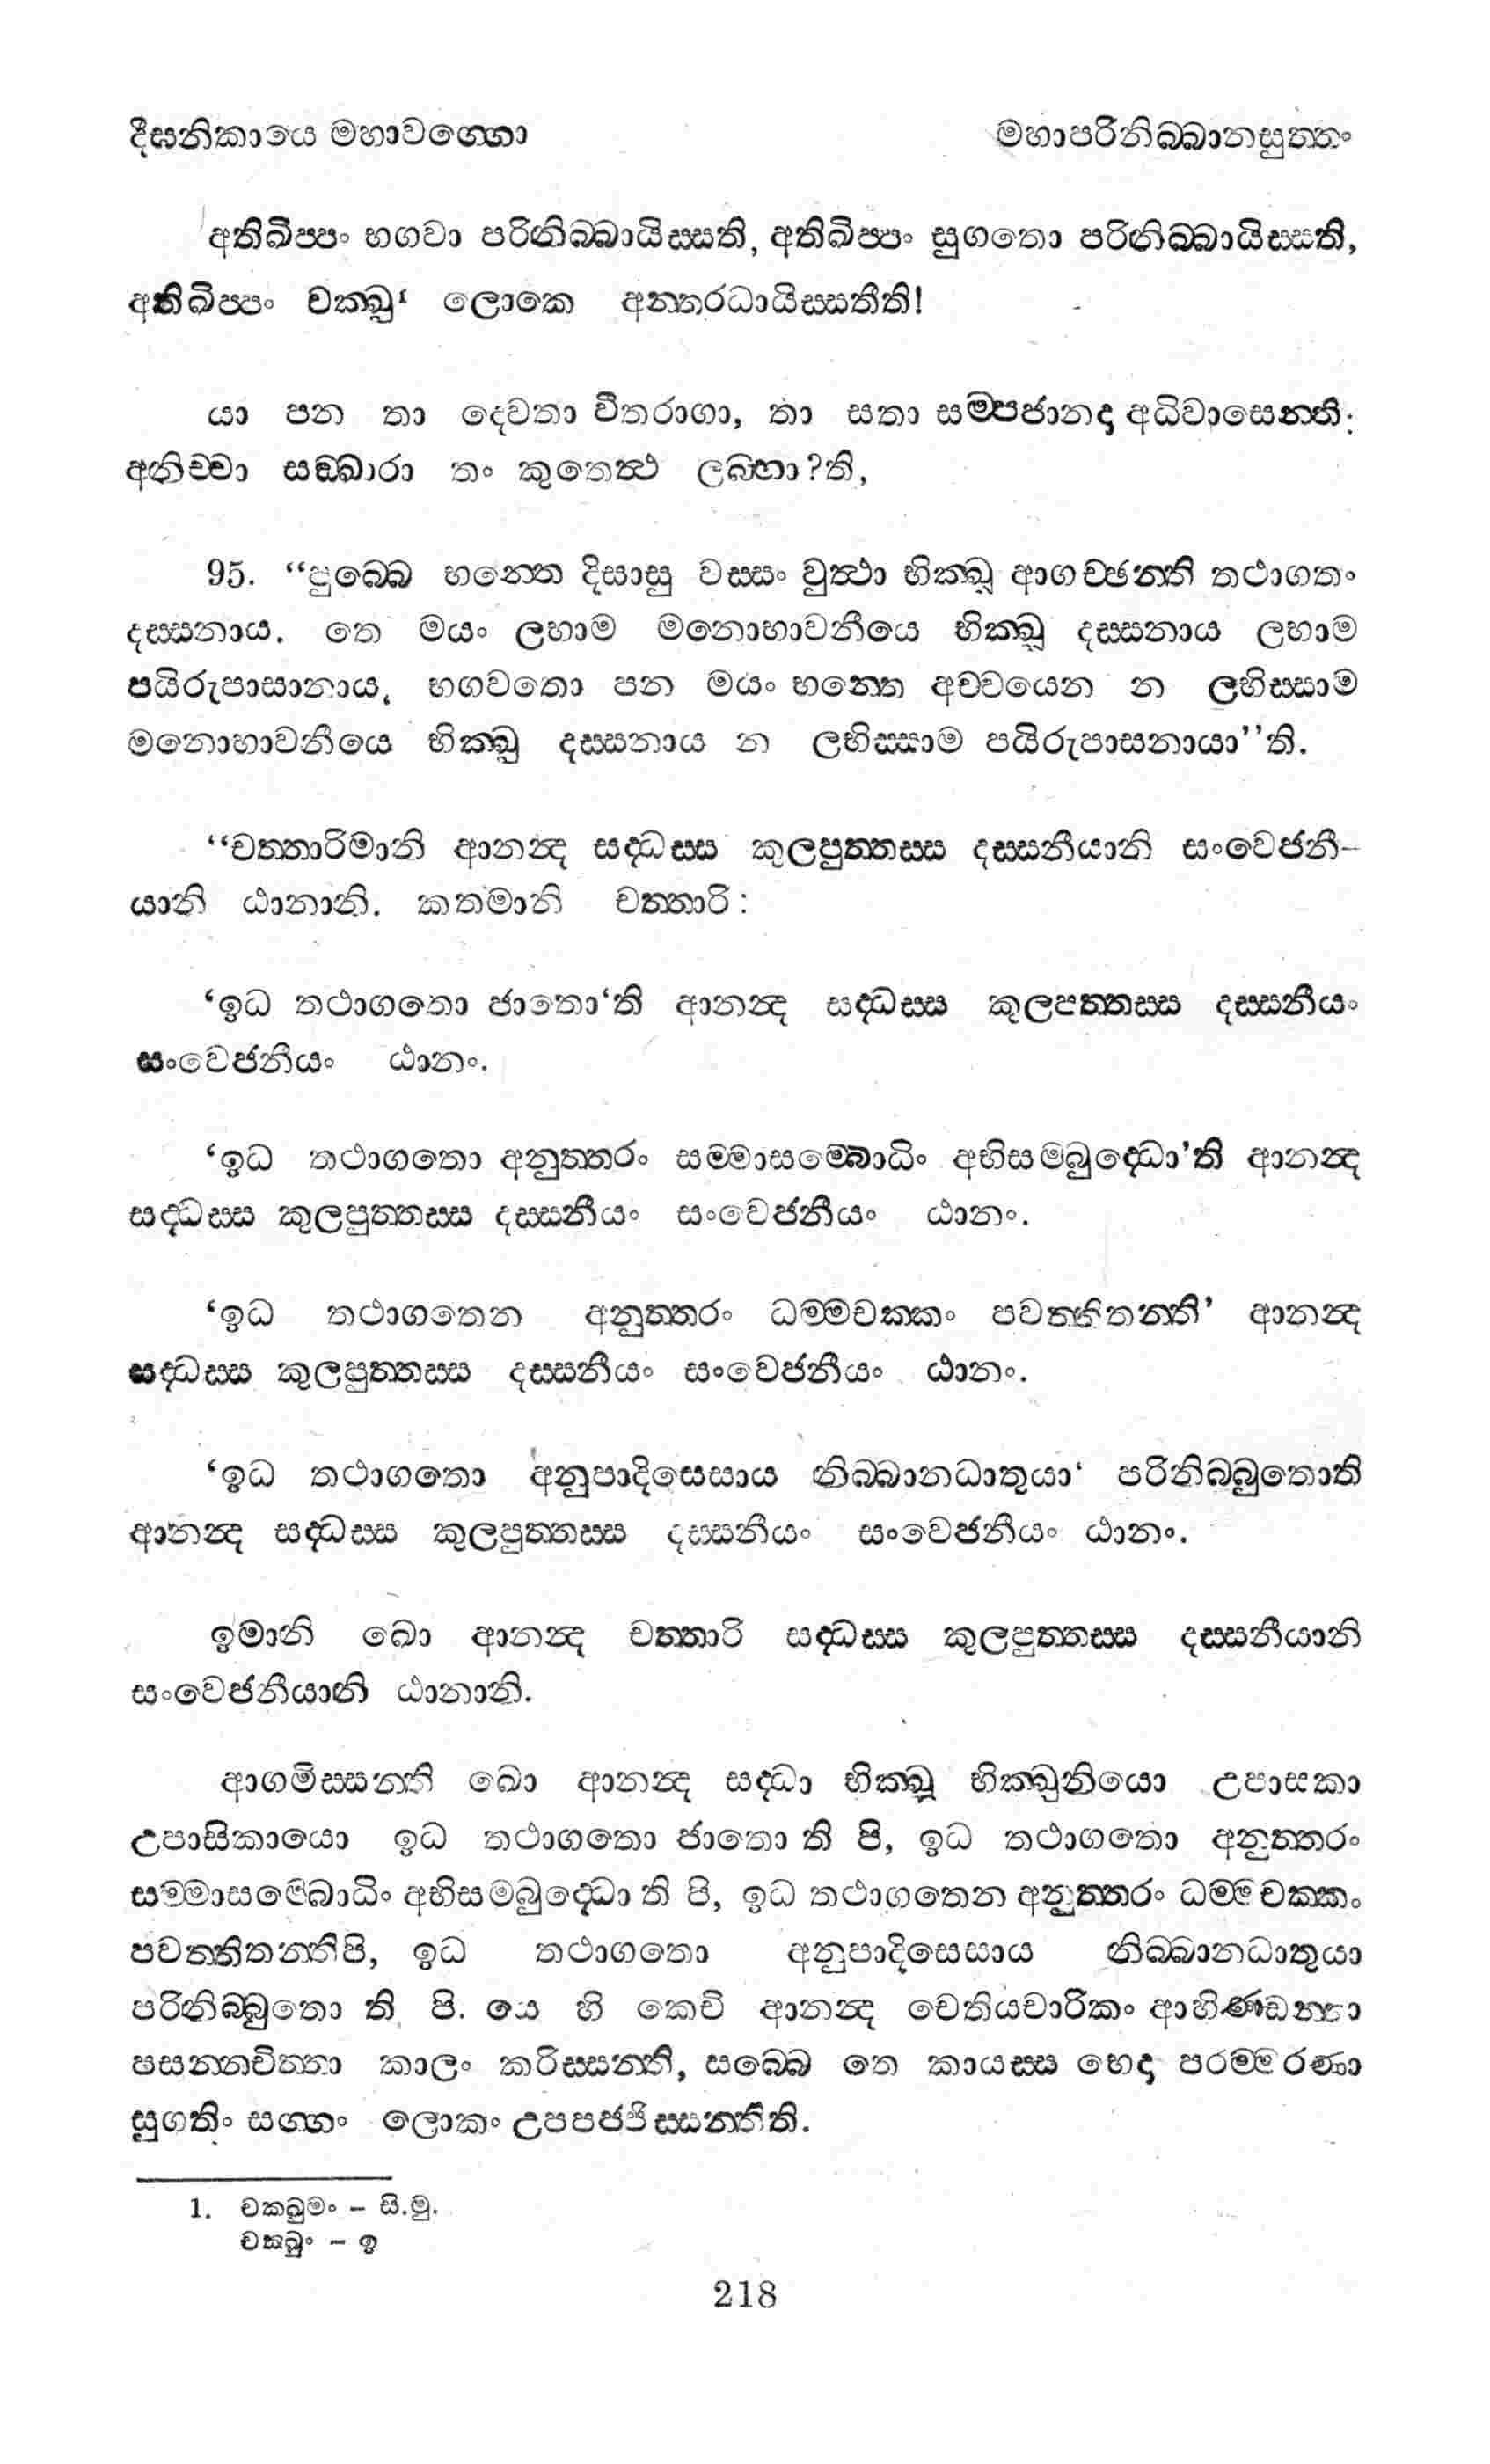 දීඝනිකායෙ මහාවග්ගො
මහාපරිනිබ්බානසුත්තං
අතිඛිප්පං භගවා පරිනිබ්බායිස්සති, අතිඛිප්පං සුගතො පරිනිබ්බායිස්සති,
අතිඛිප්පං චක්ඛු¹ ලොකෙ අන්තරධායිස්සතීති!
යා පන තා දෙවතා වීතරාගා, තා සතා සම්පජානා අධිවාසෙන්ති:
අනිච්චා සඞ්ඛාරා තං කුතෙත්ථ ලබ්භා?ති,
95. “පුබ්බෙ භන්තෙ දිසාසු වස්සං වුත්ථා භික්ඛූ ආගච්ඡන්ති තථාගතං
දස්සනාය. තෙ මයං ලභාම මනොභාවනීයෙ භික්ඛූ දස්සනාය ලභාම
පයිරුපාසානාය, භගවතො පන මයං භන්තෙ අච්චයෙන න ලභිස්සාම
මනොභාවනීයෙ භික්ඛු දස්සනාය න ලභිස්සාම පයිරුපාසනායා”ති.
“චත්තාරිමානි ආනන්ද සද්ධස්ස කුලපුත්තස්ස දස්සනීයානි සංවෙජනී-
යානි ඨානානි. කතමානි චත්තාරි:
‘ඉධ තථාගතො ජාතො‘ති ආනන්ද සද්ධස්ස කුලපත්තස්ස දස්සනීයං
සංවෙජනීයං ඨානං.
‘ඉධ තථාගතො අනුත්තරං සම්මාසම්බොධිං අභිසම්බුද්ධො’ති ආනන්ද
සද්ධස්ස කුලපුත්තස්ස දස්සනීයං සංවෙජනීයං ඨානං.
‘ඉධ තථාගතෙන අනුත්තරං ධම්මචක්කං පවත්තිතන්ති’ ආනන්ද
සද්ධස්ස කුලපුත්තස්ස දස්සනීයං සංවෙජනීයං ඨානං.
‘ඉධ තථාගතො අනුපාදිසෙසාය නිබ්බානධාතුයා‘ පරිනිබ්බුතොති
ආනන්ද සද්ධස්ස කුලපුත්තස්ස දස්සනීයං සංවෙජනීයං ඨානං.
ඉමානි ඛො ආනන්ද චත්තාරි සද්ධස්ස කුලපුත්තස්ස දස්සනීයානි
සංවෙජනීයානි ඨානානි.
ආගමිස්සන්ති ඛො ආනන්ද සද්ධා භික්ඛූ භික්ඛුනියො උපාසකා
උපාසිකායො ඉධ තථාගතො ජාතො ති පි, ඉධ තථාගතො අනුත්තරං
සම්මාසම්බොධිං අභිසම්බුද්ධො ති පි, ඉධ තථාගතෙන අනුත්තරං ධම්මචක්කං
පවත්තිතන්තිපි, ඉධ තථාගතො අනුපාදිසෙසාය නිබ්බානධාතුයා
පරිනිබ්බුතො ති පි. යෙ හි කෙචි ආනන්ද චෙතියචාරිකං ආහිණ්ඩන්තා
පසන්නචිත්තා කාලං කරිස්සන්ති, සබ්බෙ තෙ කායස්ස භෙදා පරම්මරණා
සුගතිං සග්ගං ලොකං උපපජ්ජිස්සන්තීති.
1. චක්ඛුමං - සි.මු.
චක්ඛුං - ඉ
218